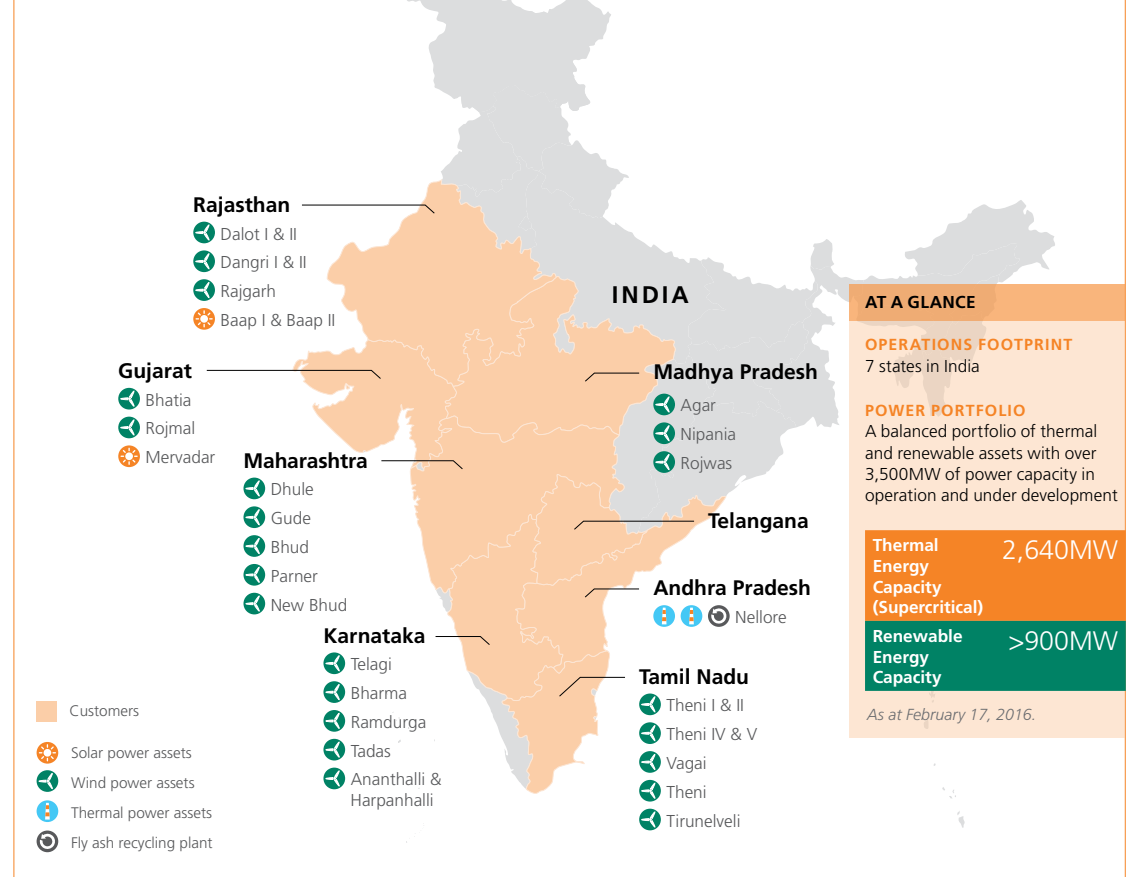 Rajasthan
Dalot I & II
Dangri I & II
Rajgarh
Baap I & Baap II
INDIA
Gujarat
Bhatia
Rojmal
Mervadar
Madhya Pradesh
Agar
Nipania
Rojwas
Maharashtra
Dhule
Gude
Bhud
Parner
New Bhud
Telangana
Andhra Pradesh
Nellore
Karnataka
Telagi
Bharma
Ramdurga
Tadas
Ananthalli &
Harpanhalli
Tamil Nadu
Theni I & II
Theni IV & V
Vagai
Theni
Tirunelveli
Customers
Solar power assets
Wind power assets
Thermal power assets
Fly ash recycling plant
AT A GLANCE
OPERATIONS FOOTPRINT
7 states in India
POWER PORTFOLIO
A balanced portfolio of thermal
and renewable assets with over
3,500MW of power capacity in
operation and under development
Thermal
Energy
Capacity
(Supercritical)
2,640MW
Renewable
Energy
Capacity
>900MW
As at February 17, 2016.